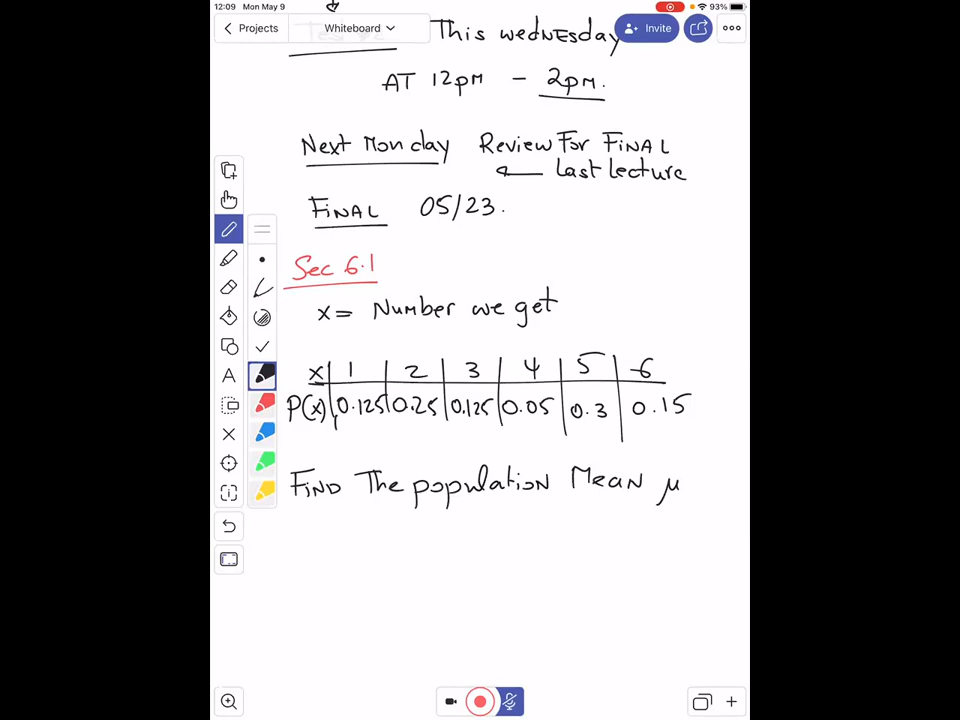 12:09 Mon May 9
93%
Projects
Whiteboard
Invite
This wedNEsday
AT 12pm - 2pm.
Next Monday Review For FINAL
Last lecture
FINAL 05/23.
Sec 6.1
x= Number we get
x 1 2 3 4 5 6
P(x) 0.125 0.25 0.125 0.05 0.3 0.15
FIND The population Mean μ
A